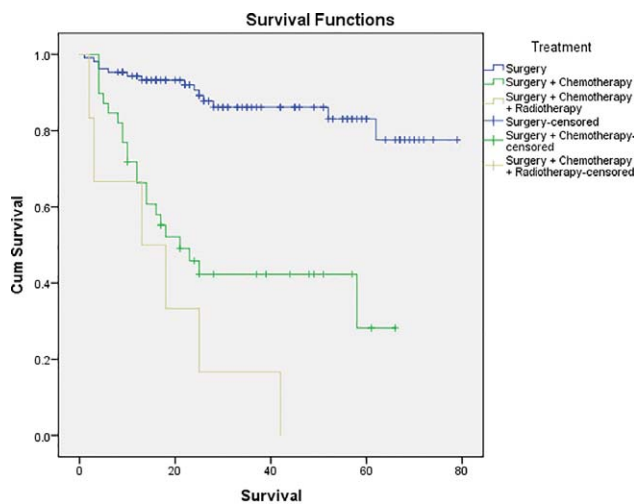 Survival Functions
Treatment
Surgery
Surgery + Chemotherapy
Surgery + Chemotherapy
+ Radiotherapy
Surgery-censored
Surgery + Chemotherapy-
censored
Surgery + Chemotherapy
+ Radiotherapy-censored
Cum Survival
1.0
0.8
0.6
0.4
0.2
0.0
0
20
40
60
80
Survival